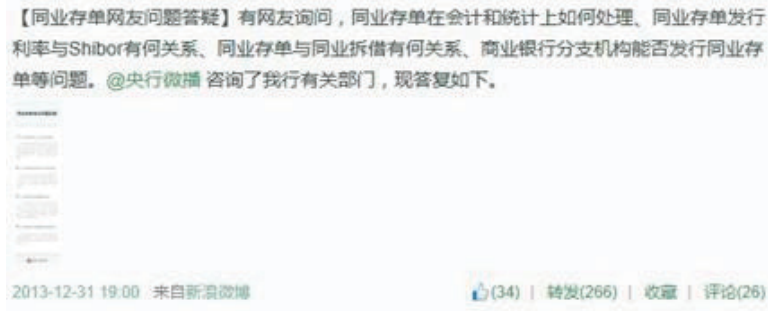 【同业存单网友问题答疑】有网友询问，同业存单在会计和统计上如何处理、同业存单发行
利率与Shibor有何关系、同业存单与同业拆借有何关系、商业银行分支机构能否发行同业存
单等问题。@央行微播 咨询了我行有关部门，现答复如下。
2013-12-31 19:00 来自新浪微博 (34) | 转发(266) | 收藏 | 评论(26)